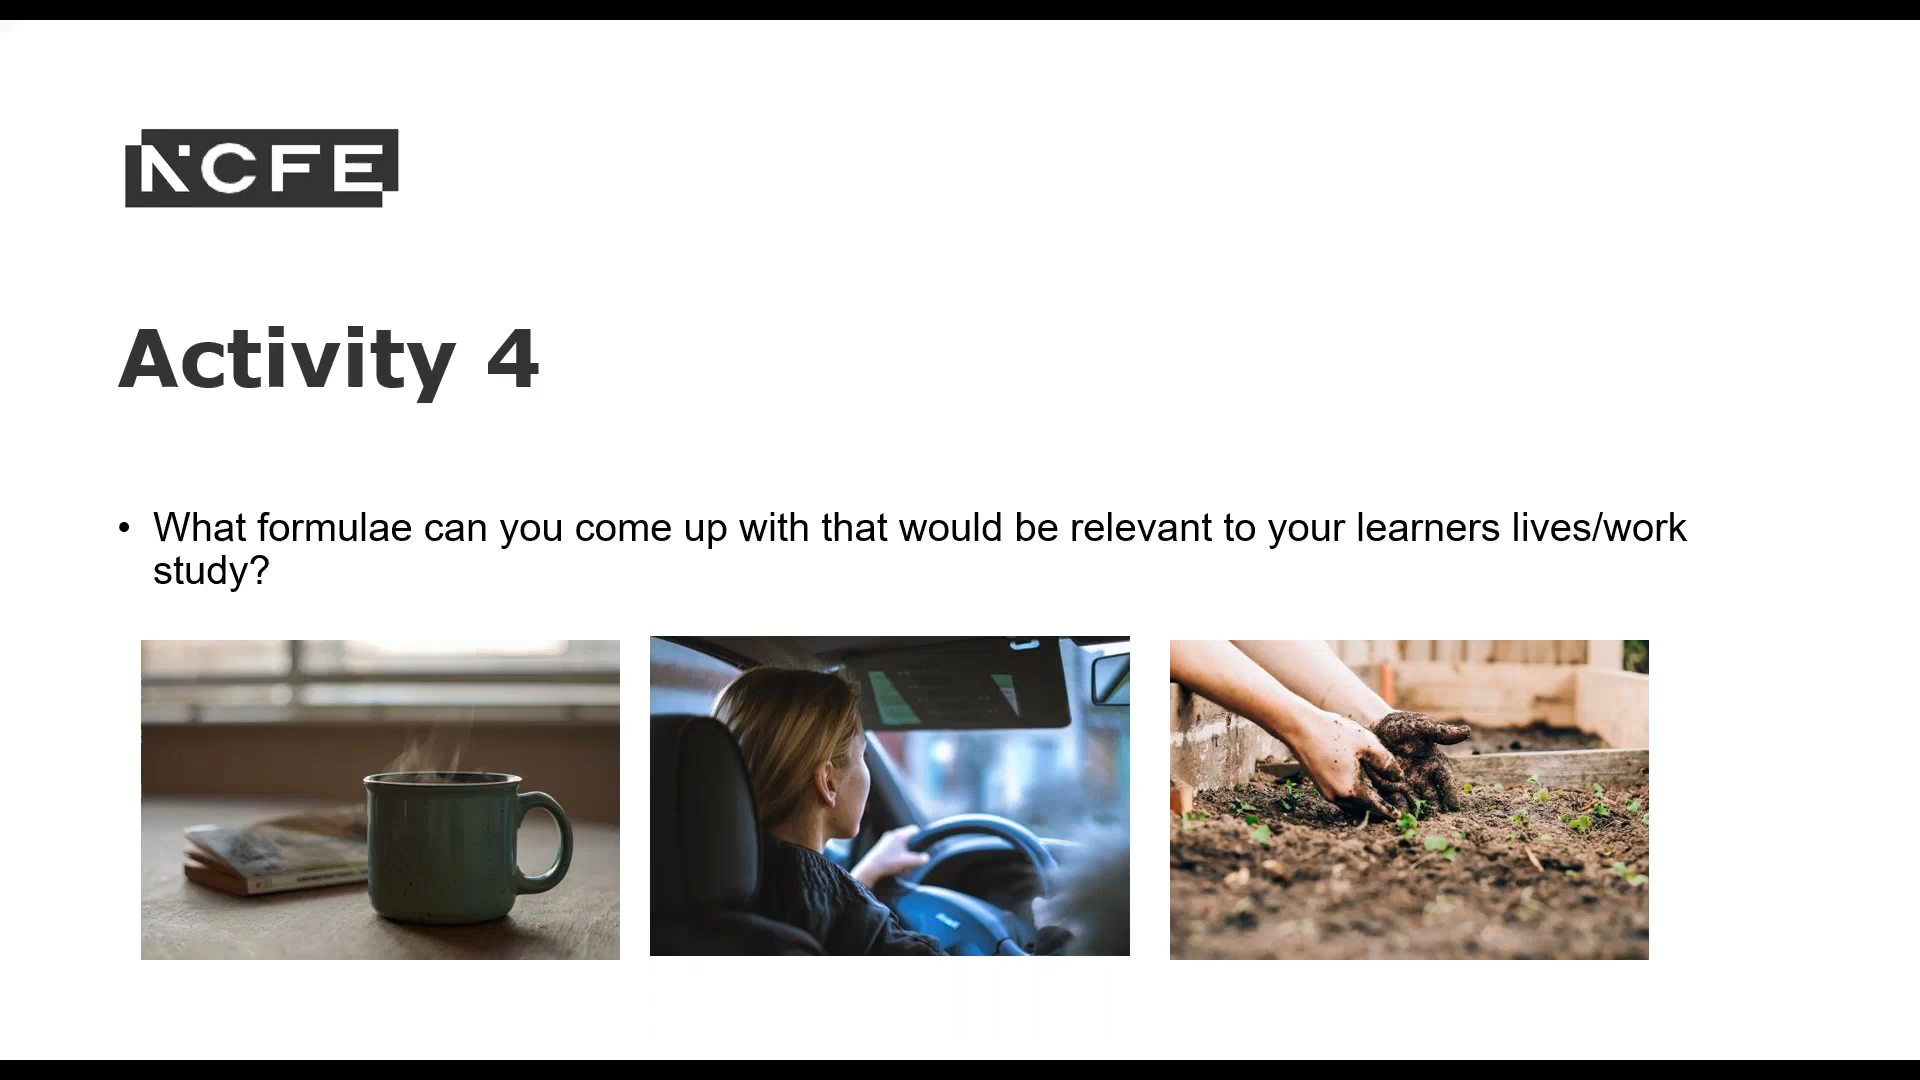 NCFE
Activity 4
• What formulae can you come up with that would be relevant to your learners lives/work
study?